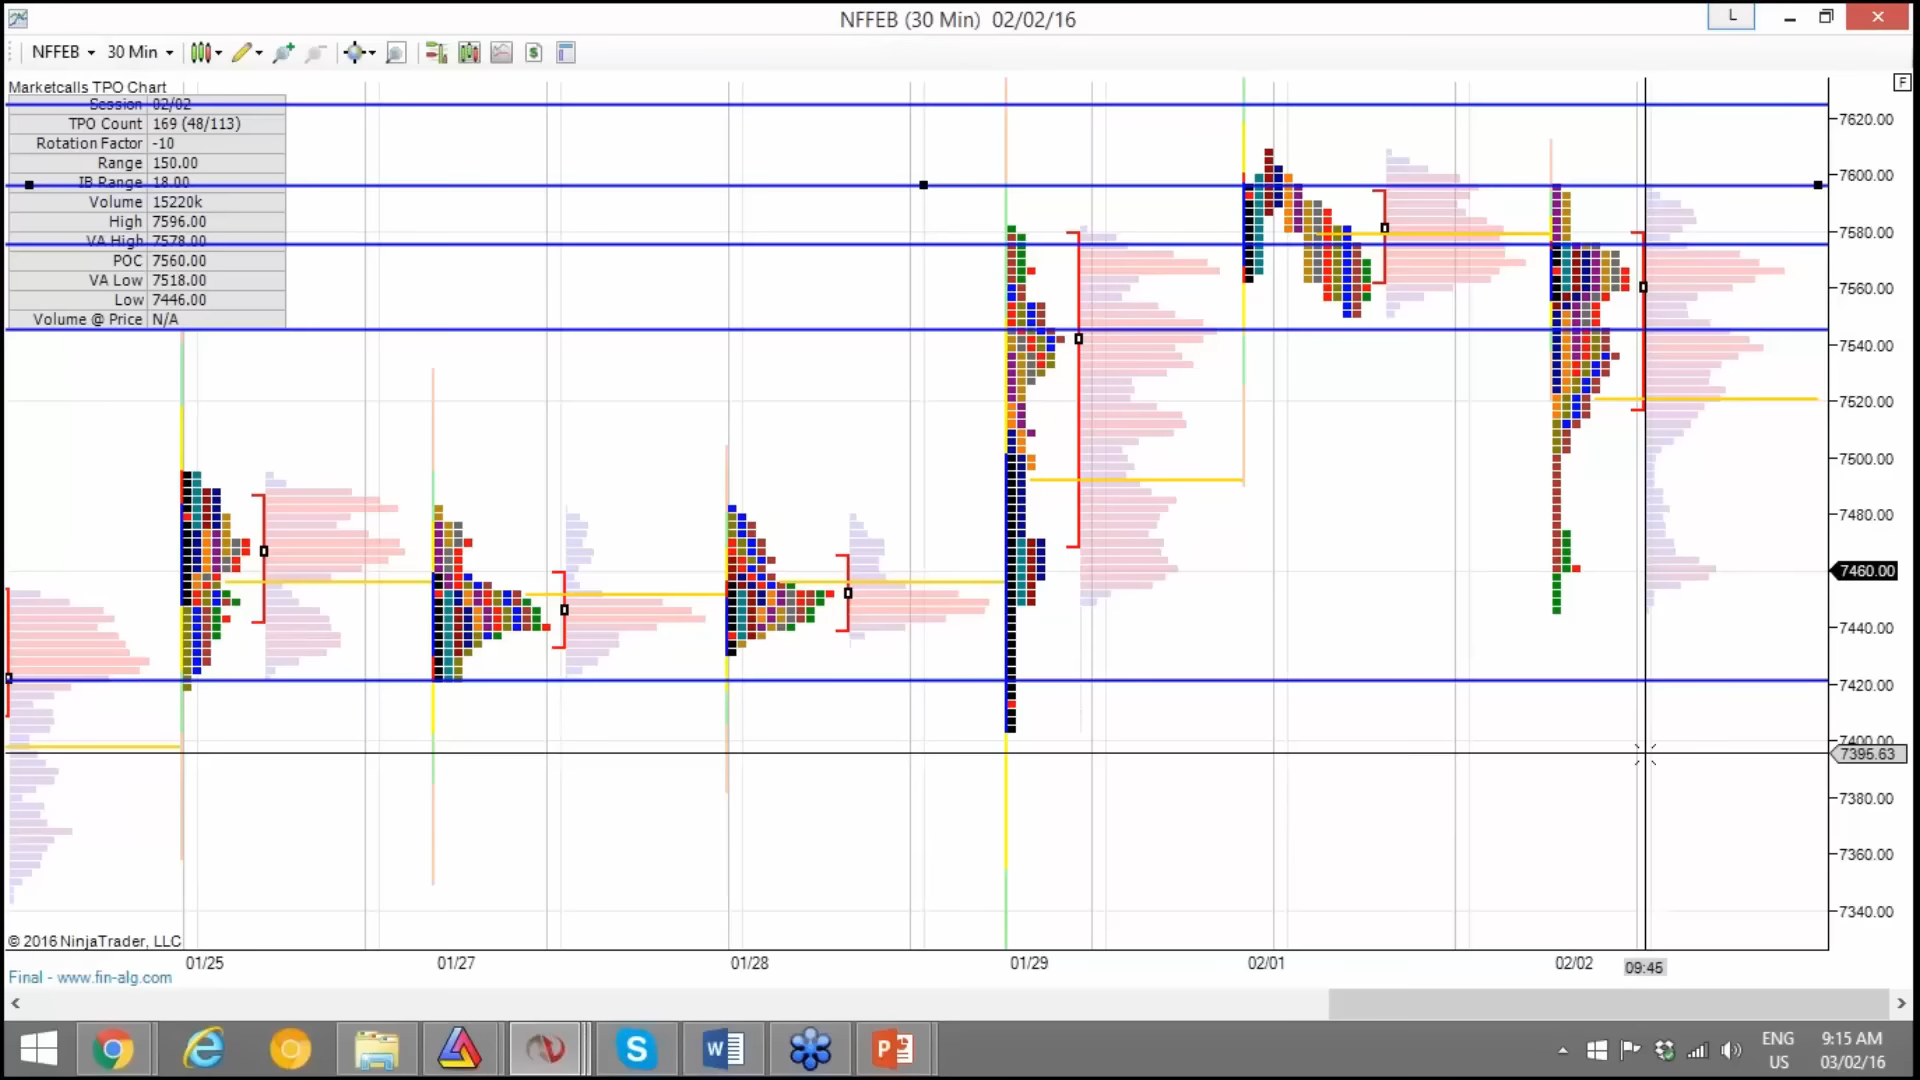 NFFEB (30 Min) 02/02/16
L
NFFEB 30 Min
Marketcalls TPO Chart
F
Session 02/02
TPO Count 169 (48/113)
Rotation Factor -10
Range 150.00
IB Range 18.00
Volume 15220k
High 7596.00
VA High 7578.00
POC 7560.00
VA Low 7518.00
Low 7446.00
Volume @ Price N/A
7620.00
7600.00
7580.00
7560.00
7540.00
7520.00
7500.00
7480.00
7460.00
7440.00
7420.00
7400.00
7395.63
7380.00
7360.00
7340.00
© 2016 NinjaTrader, LLC
01/25 01/27 01/28 01/29 02/01 02/02 09:45
Final - www.fin-alg.com
ENG 9:15 AM
US 03/02/16